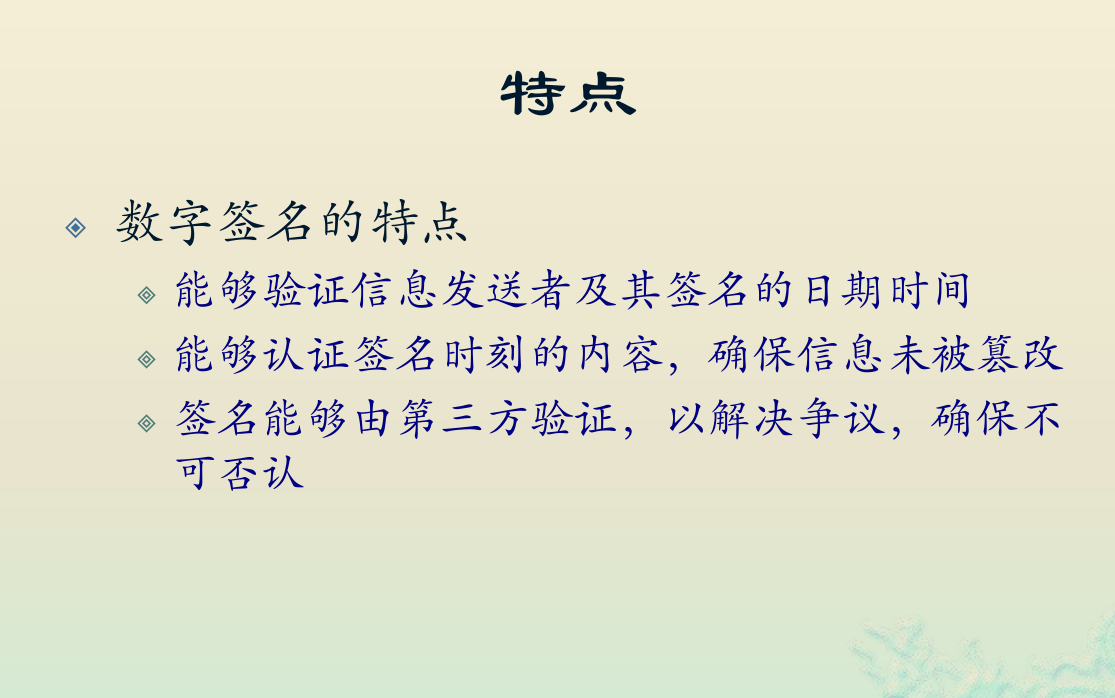 特点
数字签名的特点
能够验证信息发送者及其签名的日期时间
能够认证签名时刻的内容，确保信息未被篡改
签名能够由第三方验证，以解决争议，确保不
可否认